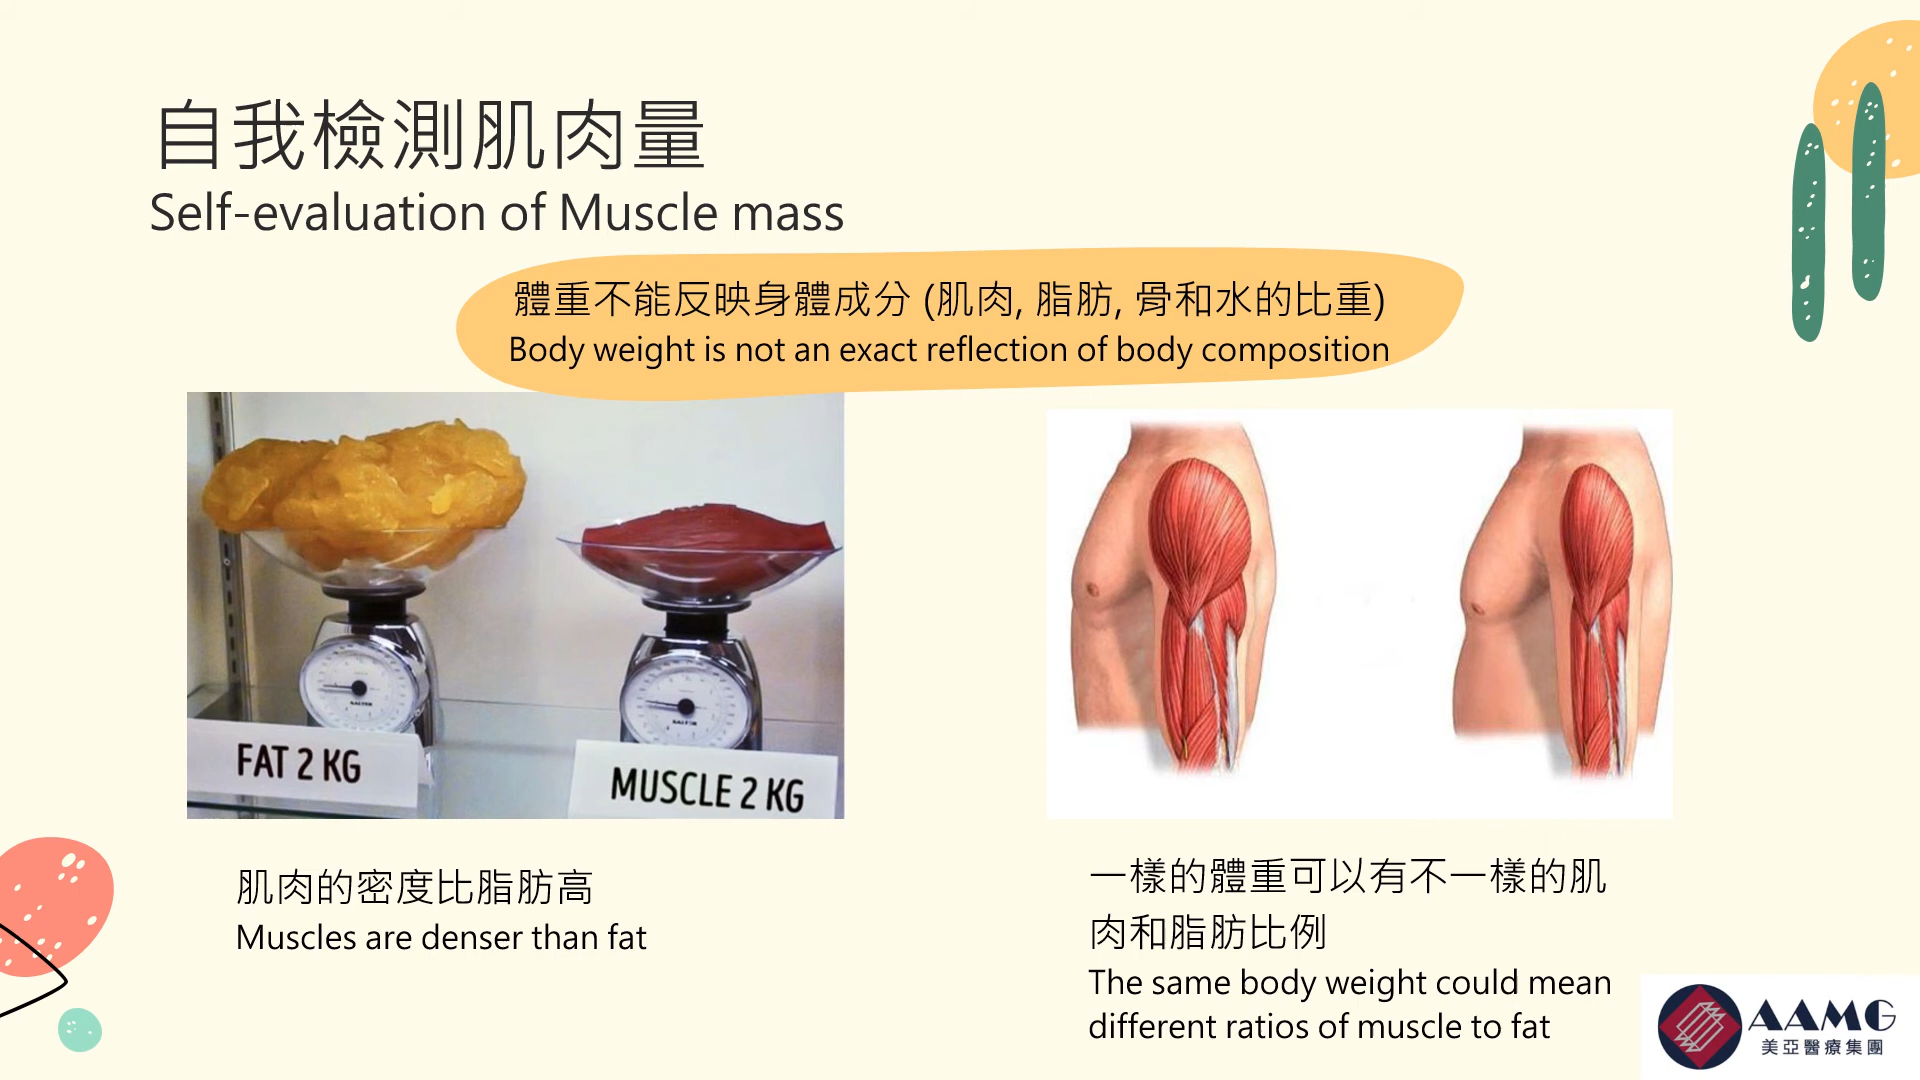 自我檢測肌肉量
Self-evaluation of Muscle mass
體重不能反映身體成分 (肌肉, 脂肪, 骨和水的比重)
Body weight is not an exact reflection of body composition
FAT 2 KG
MUSCLE 2 KG
SALTER
SALTER
肌肉的密度比脂肪高
Muscles are denser than fat
一樣的體重可以有不一樣的肌
肉和脂肪比例
The same body weight could mean
different ratios of muscle to fat
AAMG
美亞醫療集團